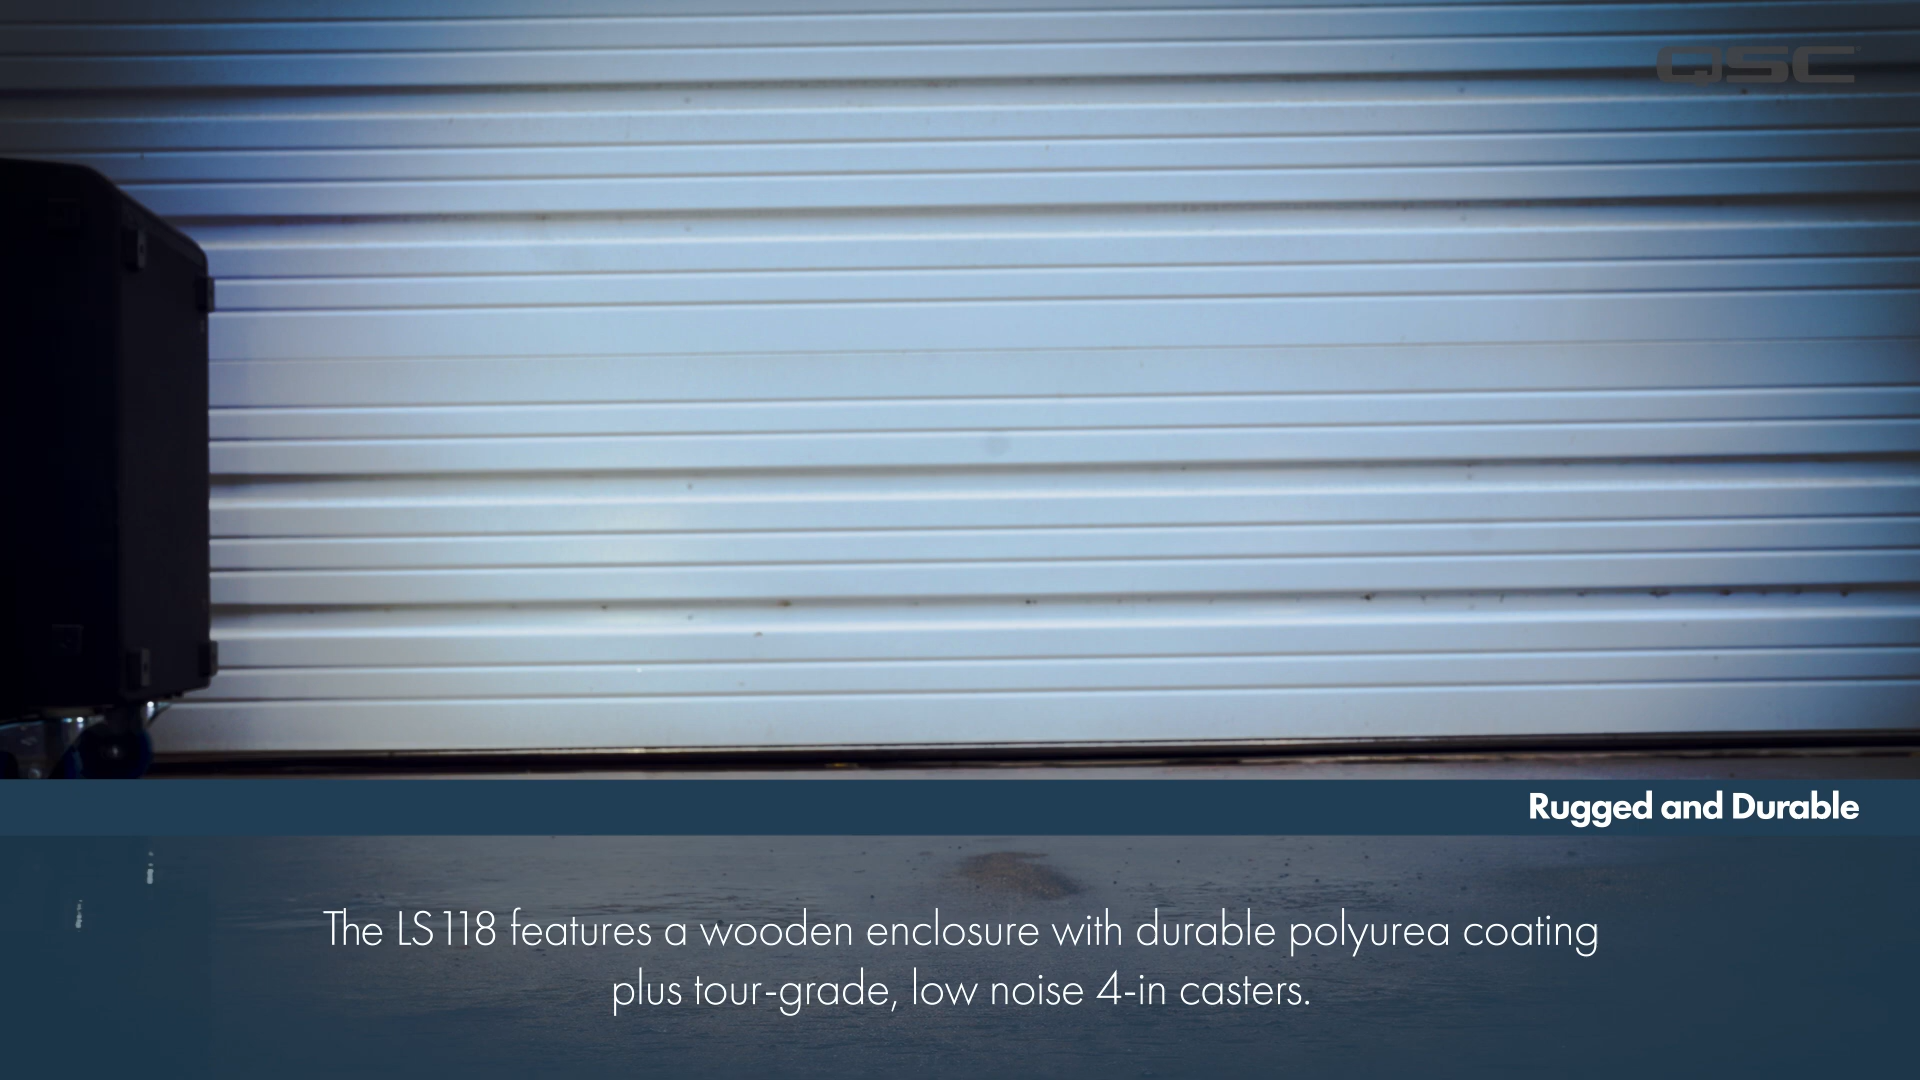 QSC
Rugged and Durable
The LS118 features a wooden enclosure with durable polyurea coating
plus tour-grade, low noise 4-in casters.